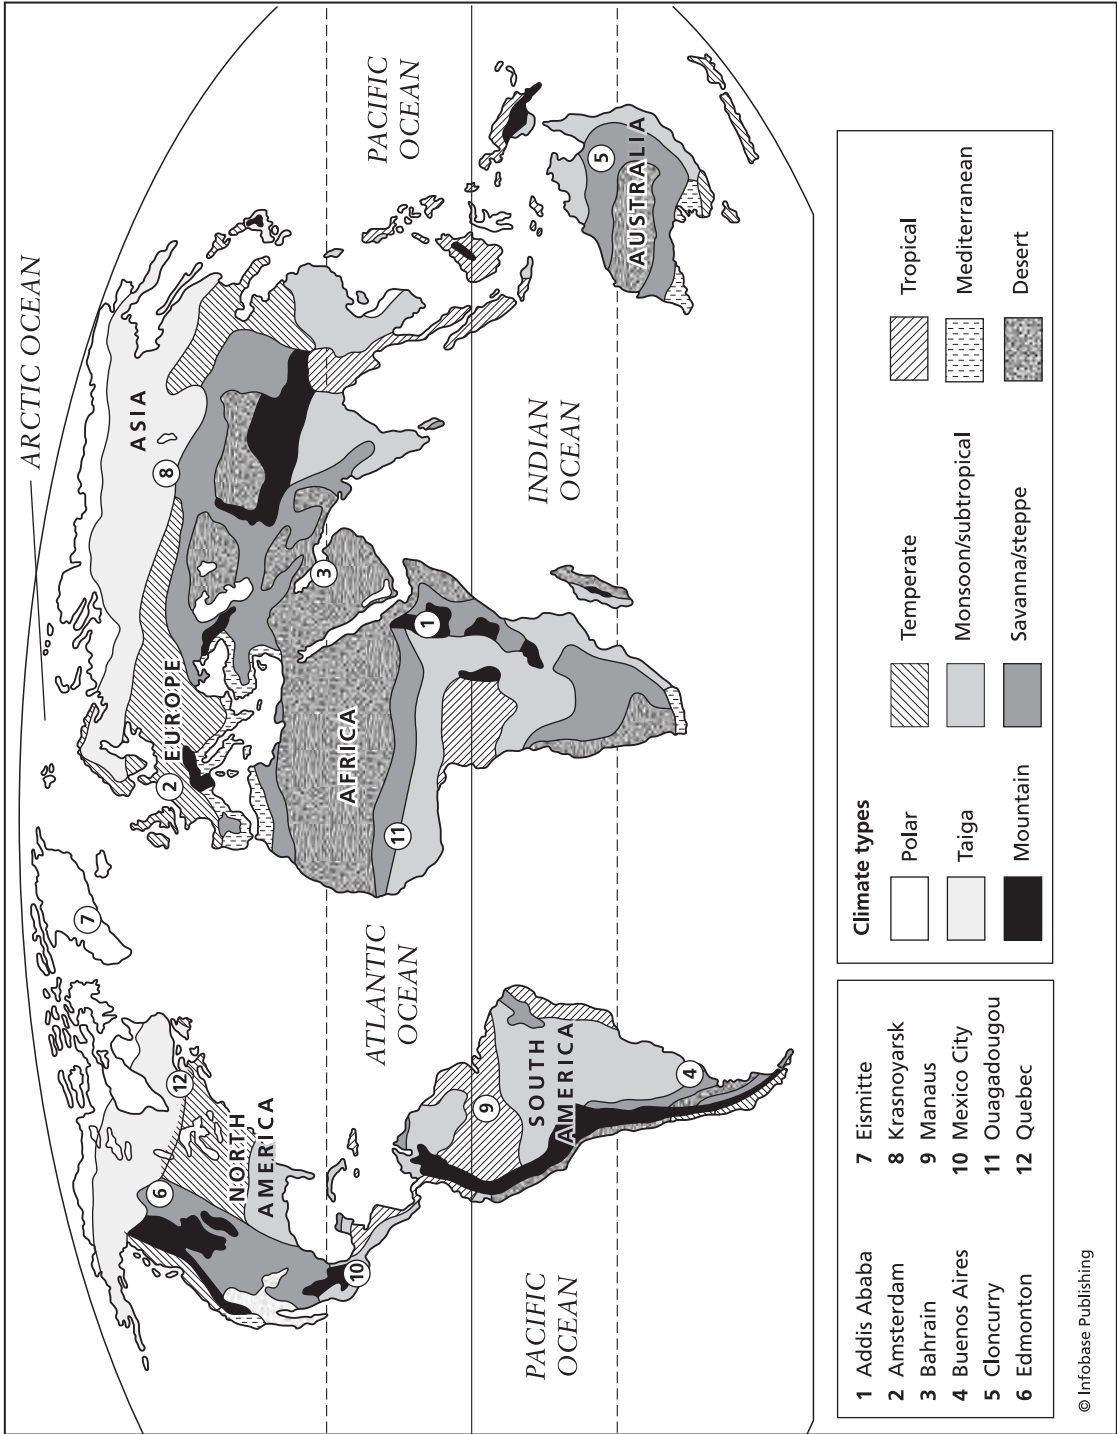 ARCTIC OCEAN
ASIA
EUROPE
NORTH
AMERICA
AFRICA
SOUTH
AMERICA
AUSTRALIA
PACIFIC
OCEAN
ATLANTIC
OCEAN
INDIAN
OCEAN
PACIFIC
OCEAN
1
2
3
4
5
6
7
8
9
10
11
12
1 Addis Ababa
2 Amsterdam
3 Bahrain
4 Buenos Aires
5 Cloncurry
6 Edmonton
7 Eismitte
8 Krasnoyarsk
9 Manaus
10 Mexico City
11 Ouagadougou
12 Quebec
Climate types
Polar
Taiga
Mountain
Temperate
Monsoon/subtropical
Savanna/steppe
Tropical
Mediterranean
Desert
© Infobase Publishing